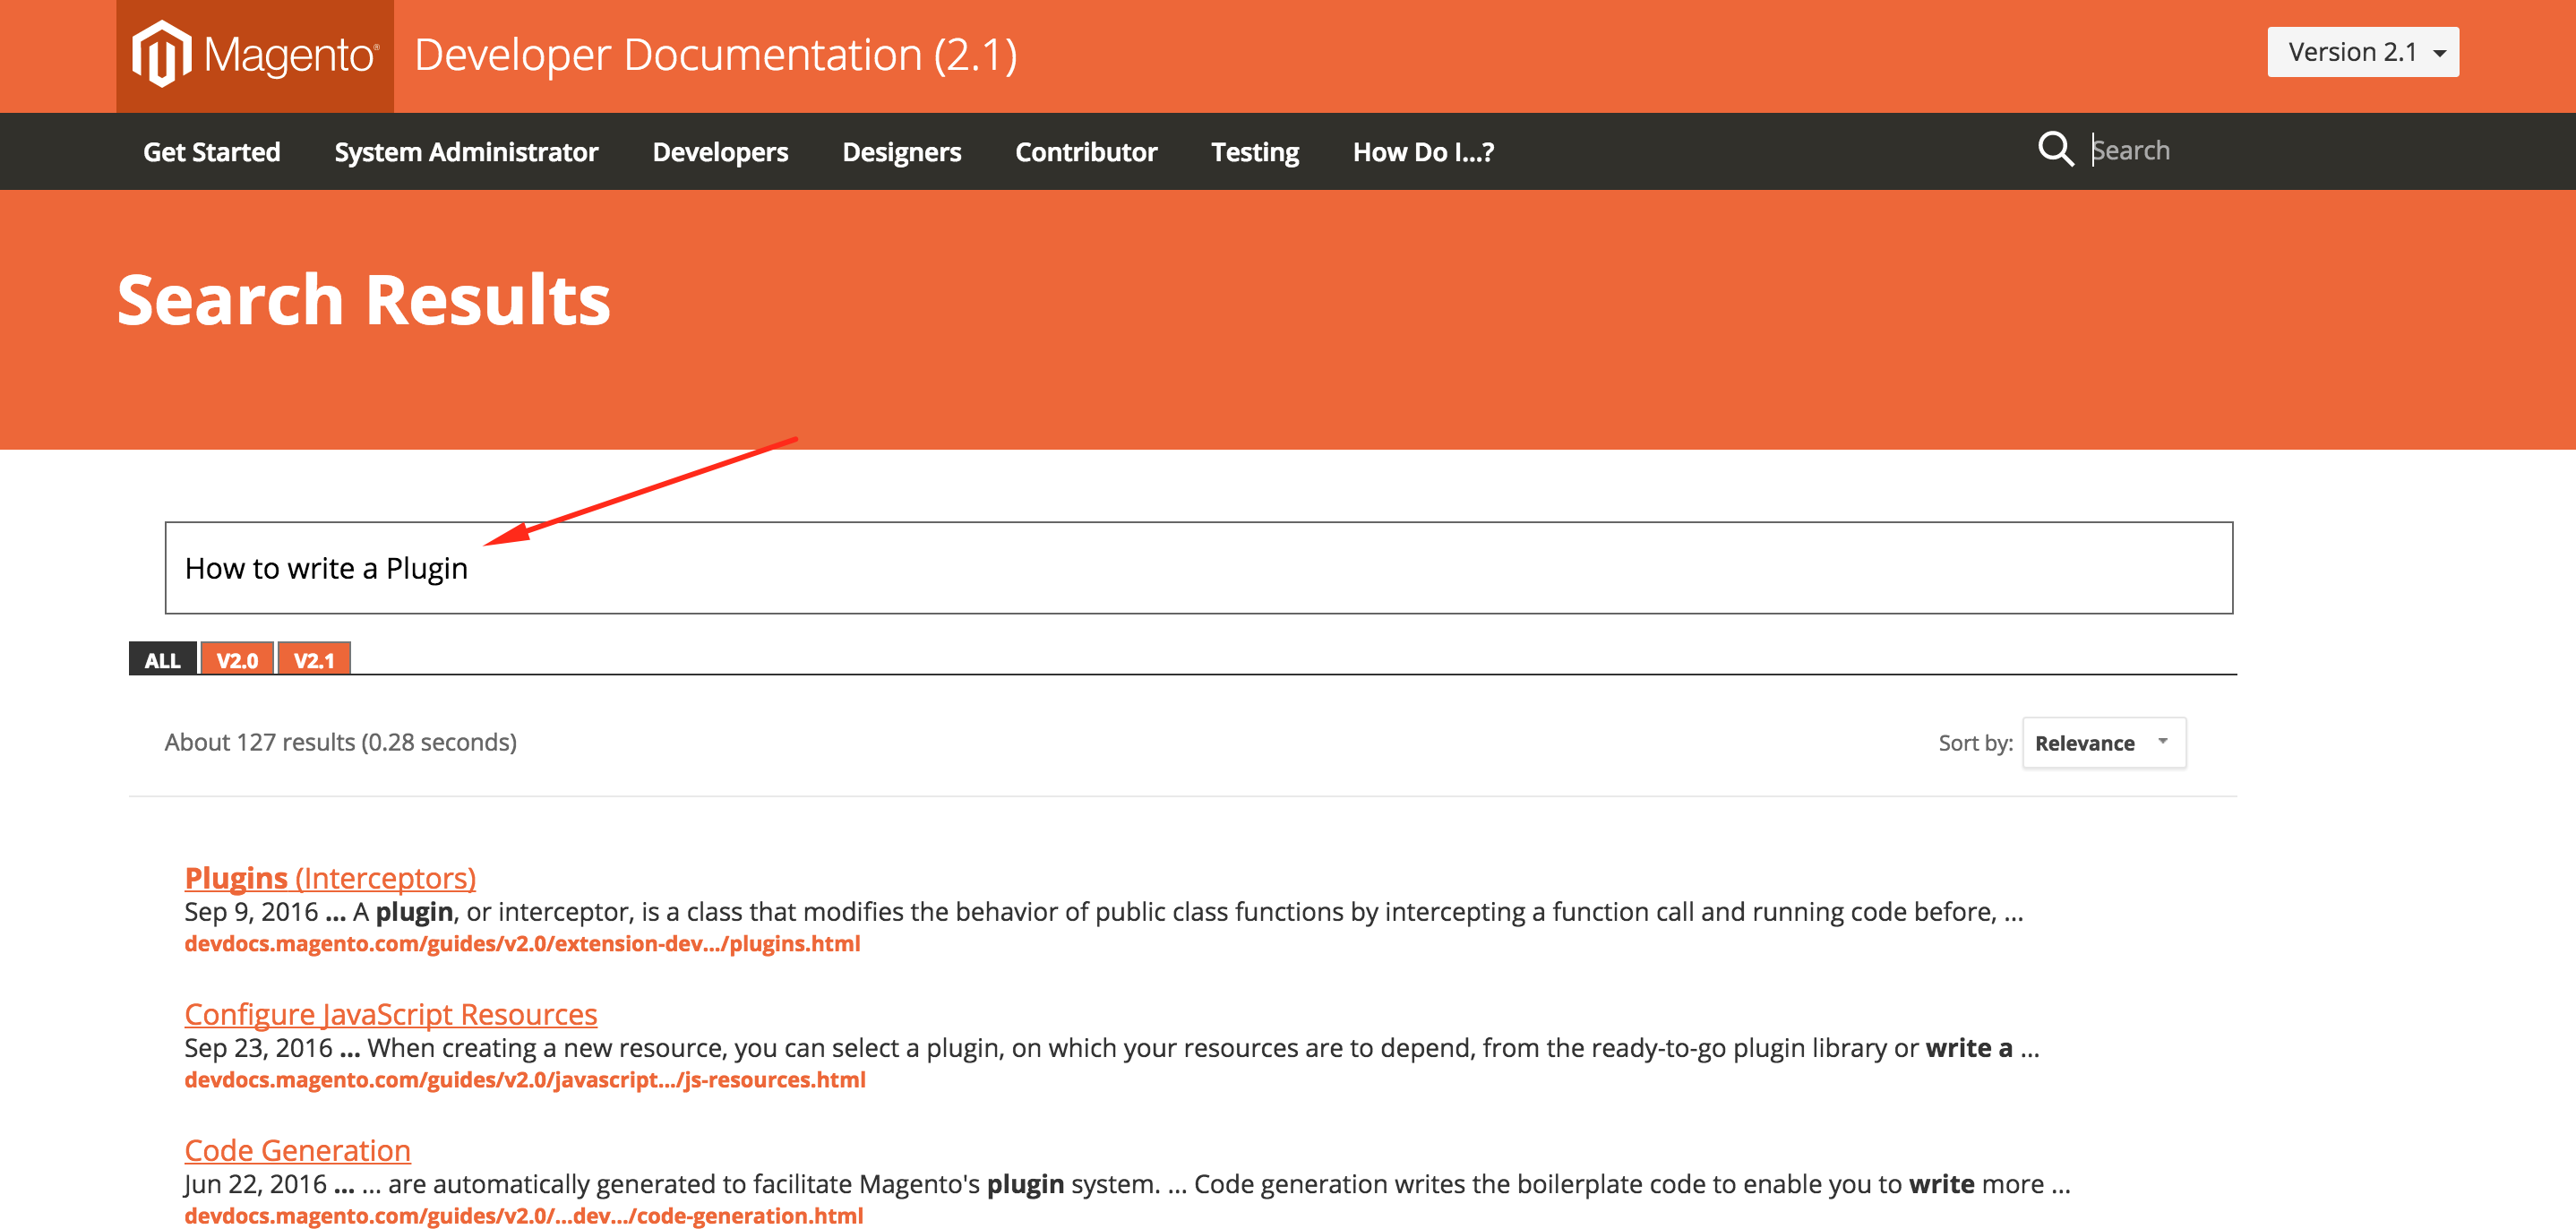 Magento® Developer Documentation (2.1) Version 2.1
Get Started System Administrator Developers Designers Contributor Testing How Do I...? Search
Search Results
How to write a Plugin
ALL V2.0 V2.1
About 127 results (0.28 seconds) Sort by: Relevance
Plugins (Interceptors)
Sep 9, 2016 ... A plugin, or interceptor, is a class that modifies the behavior of public class functions by intercepting a function call and running code before, ...
devdocs.magento.com/guides/v2.0/extension-dev.../plugins.html
Configure JavaScript Resources
Sep 23, 2016 ... When creating a new resource, you can select a plugin, on which your resources are to depend, from the ready-to-go plugin library or write a ...
devdocs.magento.com/guides/v2.0/javascript.../js-resources.html
Code Generation
Jun 22, 2016 ... ... are automatically generated to facilitate Magento's plugin system. ... Code generation writes the boilerplate code to enable you to write more ...
devdocs.magento.com/guides/v2.0/...dev.../code-generation.html